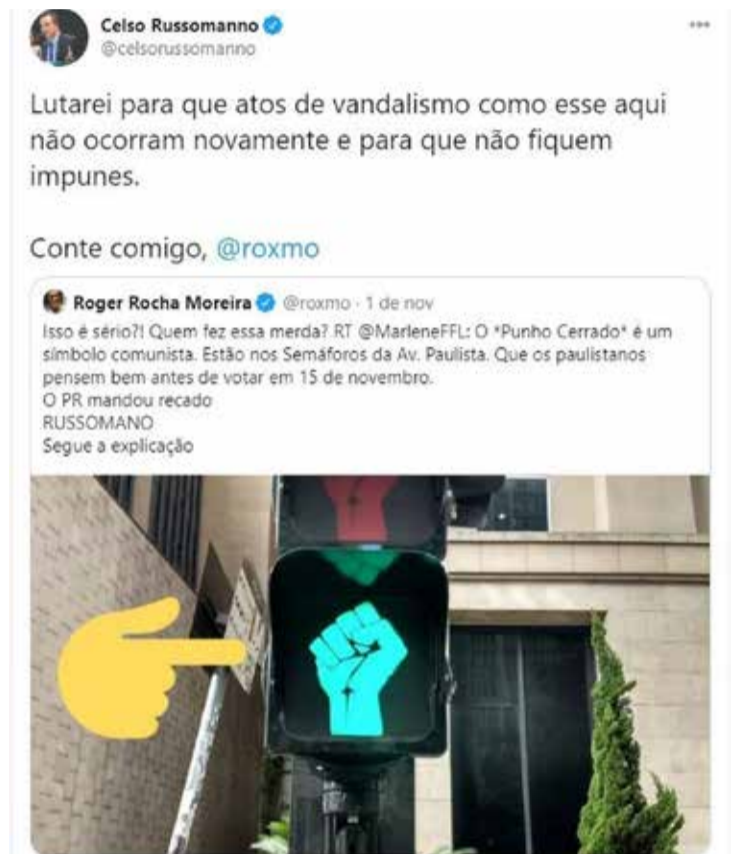 Celso Russomanno
@celsorussomanno
Lutarei para que atos de vandalismo como esse aqui
não ocorram novamente e para que não fiquem
impunes.
Conte comigo, @roxmo
Roger Rocha Moreira @roxmo · 1 de nov
Isso é sério?! Quem fez essa merda? RT @MarleneFFL: O *Punho Cerrado* é um
símbolo comunista. Estão nos Semáforos da Av. Paulista. Que os paulistanos
pensem bem antes de votar em 15 de novembro.
O PR mandou recado
RUSSOMANO
Segue a explicação